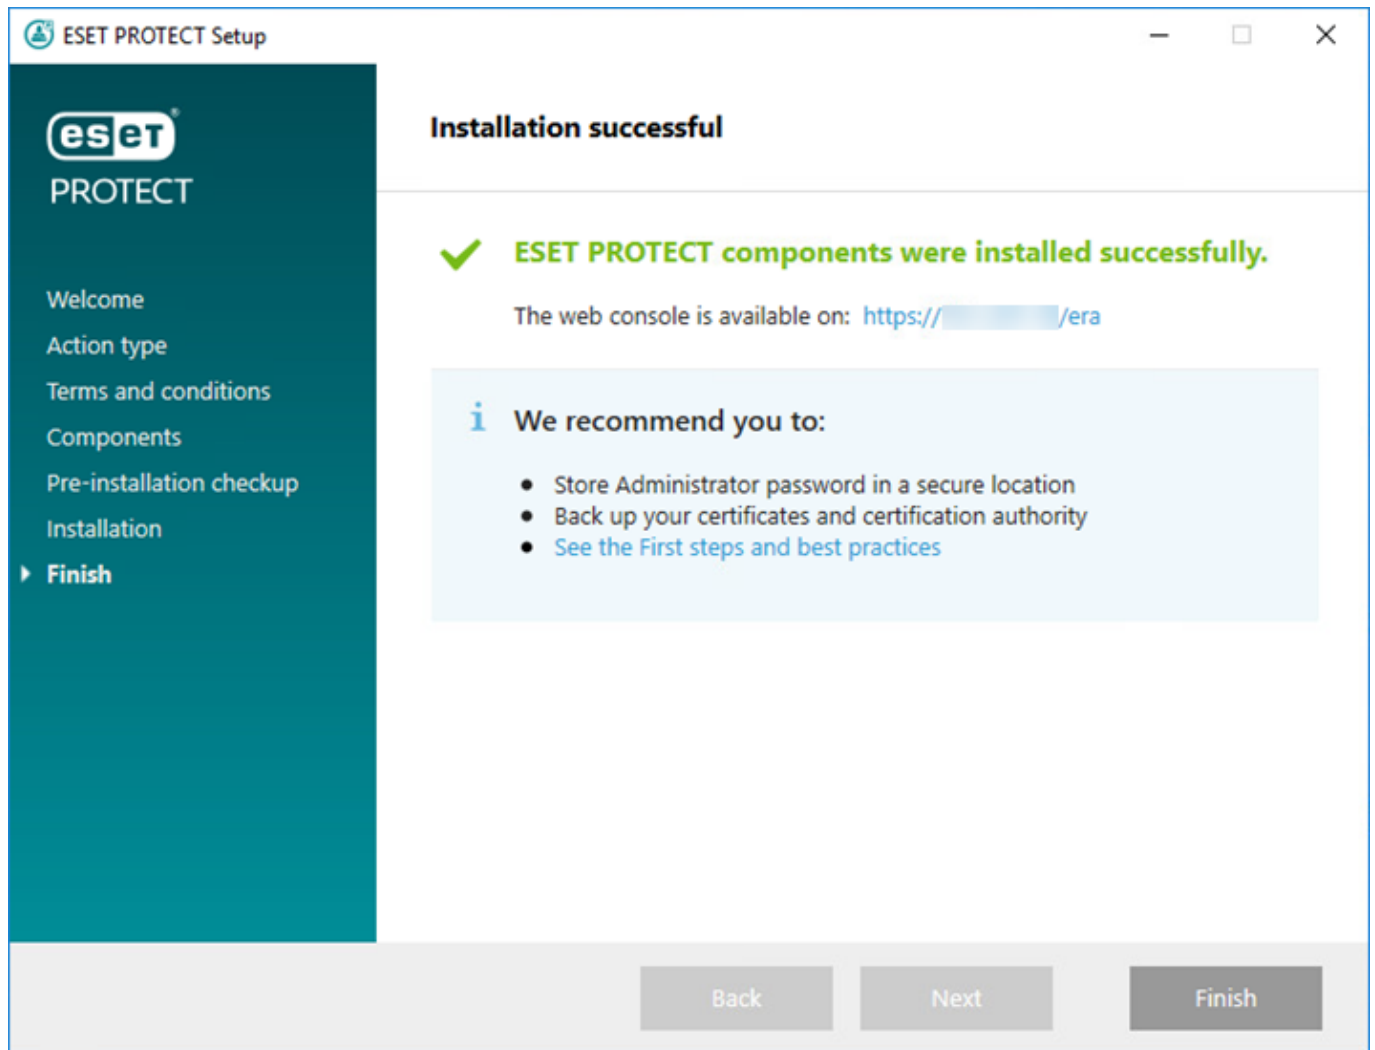 ESET PROTECT Setup
eset®
PROTECT
Welcome
Action type
Terms and conditions
Components
Pre-installation checkup
Installation
Finish
Installation successful
ESET PROTECT components were installed successfully.
The web console is available on: https:// /era
We recommend you to:
Store Administrator password in a secure location
Back up your certificates and certification authority
See the First steps and best practices
Back
Next
Finish